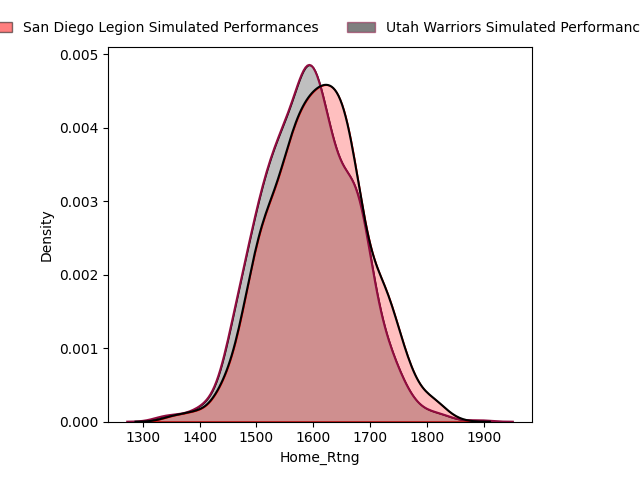 San Diego Legion Simulated Performances
Utah Warriors Simulated
0.005
0.004
0.003
0.002
0.001
0.000
Density
1300 1400 1500 1600 1700 1800 1900
Home_Rtng